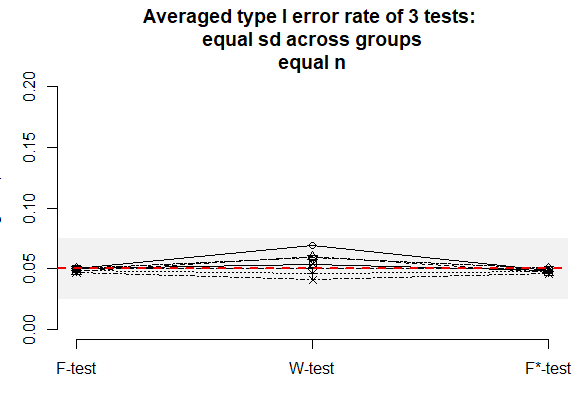 Averaged type I error rate of 3 tests:
equal sd across groups
equal n
0.20
0.15
0.10
0.05
0.00
F-test W-test F*-test